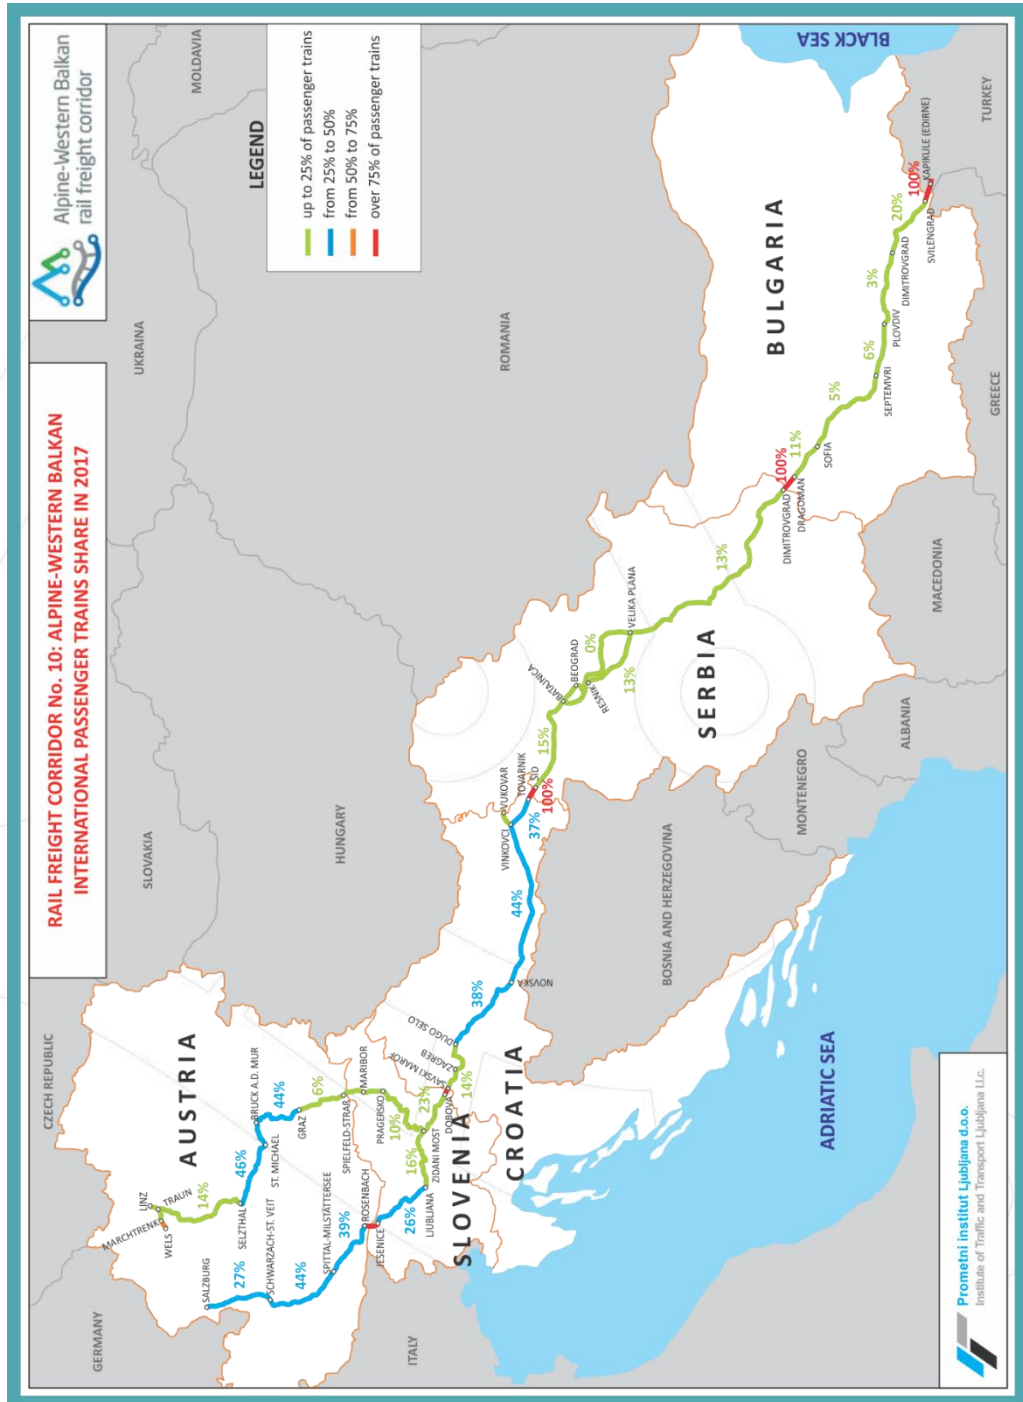 RAIL FREIGHT CORRIDOR No. 10: ALPINE-WESTERN BALKAN
INTERNATIONAL PASSENGER TRAINS SHARE IN 2017
Alpine-Western Balkan
rail freight corridor
LEGEND
up to 25% of passenger trains
from 25% to 50%
from 50% to 75%
over 75% of passenger trains
CZECH REPUBLIC
SLOVAKIA
UKRAINA
MOLDAVIA
GERMANY
AUSTRIA
HUNGARY
ROMANIA
BLACK SEA
ITALY
SLOVENIA
CROATIA
BOSNIA AND HERZEGOVINA
SERBIA
MONTENEGRO
ALBANIA
MACEDONIA
BULGARIA
GREECE
TURKEY
ADRIATIC SEA
LINZ
TRAUN
MARCHTRENK
WELS
14%
SELZTHAL
46%
ST. MICHAEL
BRUCK A.D. MUR
44%
GRAZ
6%
SPIELFELD-STRAß
MARIBOR
PRAGERSKO
10%
SALZBURG
27%
SCHWARZACH-ST. VEIT
44%
SPITTAL-MILSTÄTTERSEE
39%
ROSENBACH
JESENICE
26%
LJUBLJANA
16%
ZIDANI MOST
23%
DOBOVA
SAVSKI MAROF
14%
ZAGREB
DUGO SELO
38%
NOVSKA
44%
VINKOVCI
VUKOVAR
37%
TOVARNIK
100%
ŠID
15%
BATAJNICA
BEOGRAD
RESNIK
0%
13%
VELIKA PLANA
13%
DIMITROVGRAD
100%
DRAGOMAN
11%
SOFIA
5%
SEPTEMVRI
6%
PLOVDIV
3%
DIMITROVGRAD
20%
SVILENGRAD
100%
KAPIKULE (EDIRNE)
Prometni institut Ljubljana d.o.o.
Institute of Traffic and Transport Ljubljana l.l.c.